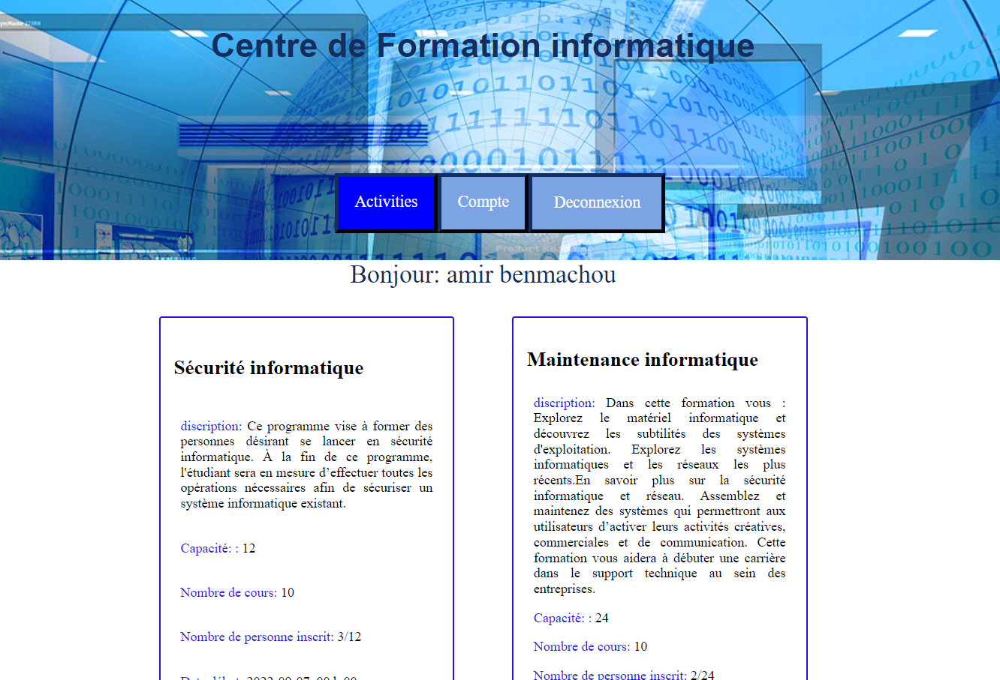 Centre de Formation informatique
Activities
Compte
Deconnexion
Bonjour: amir benmachou
Sécurité informatique
discription: Ce programme vise à former des
personnes désirant se lancer en sécurité
informatique. À la fin de ce programme,
l'étudiant sera en mesure d’effectuer toutes les
opérations nécessaires afin de sécuriser un
système informatique existant.
Capacité: : 12
Nombre de cours: 10
Nombre de personne inscrit: 3/12
Maintenance informatique
discription: Dans cette formation vous :
Explorez le matériel informatique et
découvrez les subtilités des systèmes
d'exploitation. Explorez les systèmes
informatiques et les réseaux les plus
récents.En savoir plus sur la sécurité
informatique et réseau. Assemblez et
maintenez des systèmes qui permettront aux
utilisateurs d’activer leurs activités créatives,
commerciales et de communication. Cette
formation vous aidera à débuter une carrière
dans le support technique au sein des
entreprises.
Capacité: : 24
Nombre de cours: 10
Nombre de personne inscrit: 2/24